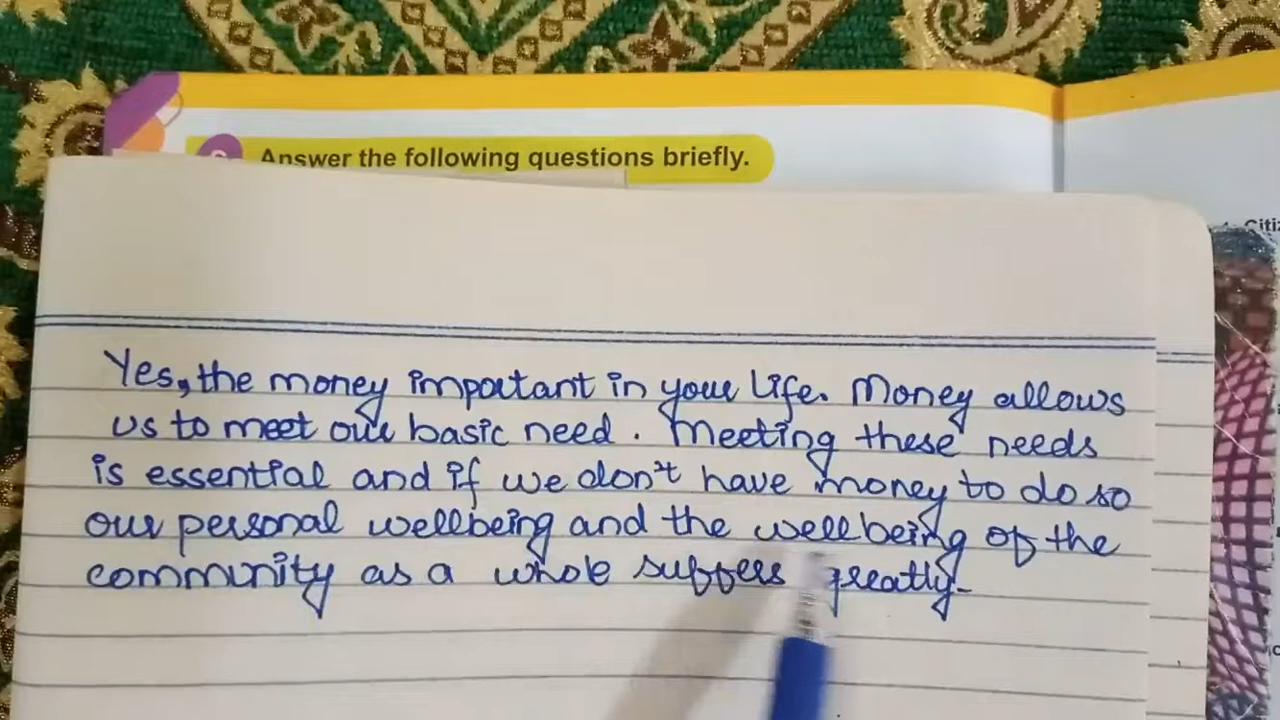 Answer the following questions briefly.
Yes, the money important in your life. Money allows
us to meet our basic need. Meeting these needs
is essential and if we don't have money to do so
our personal wellbeing and the wellbeing of the
community as a whole suffers greatly.